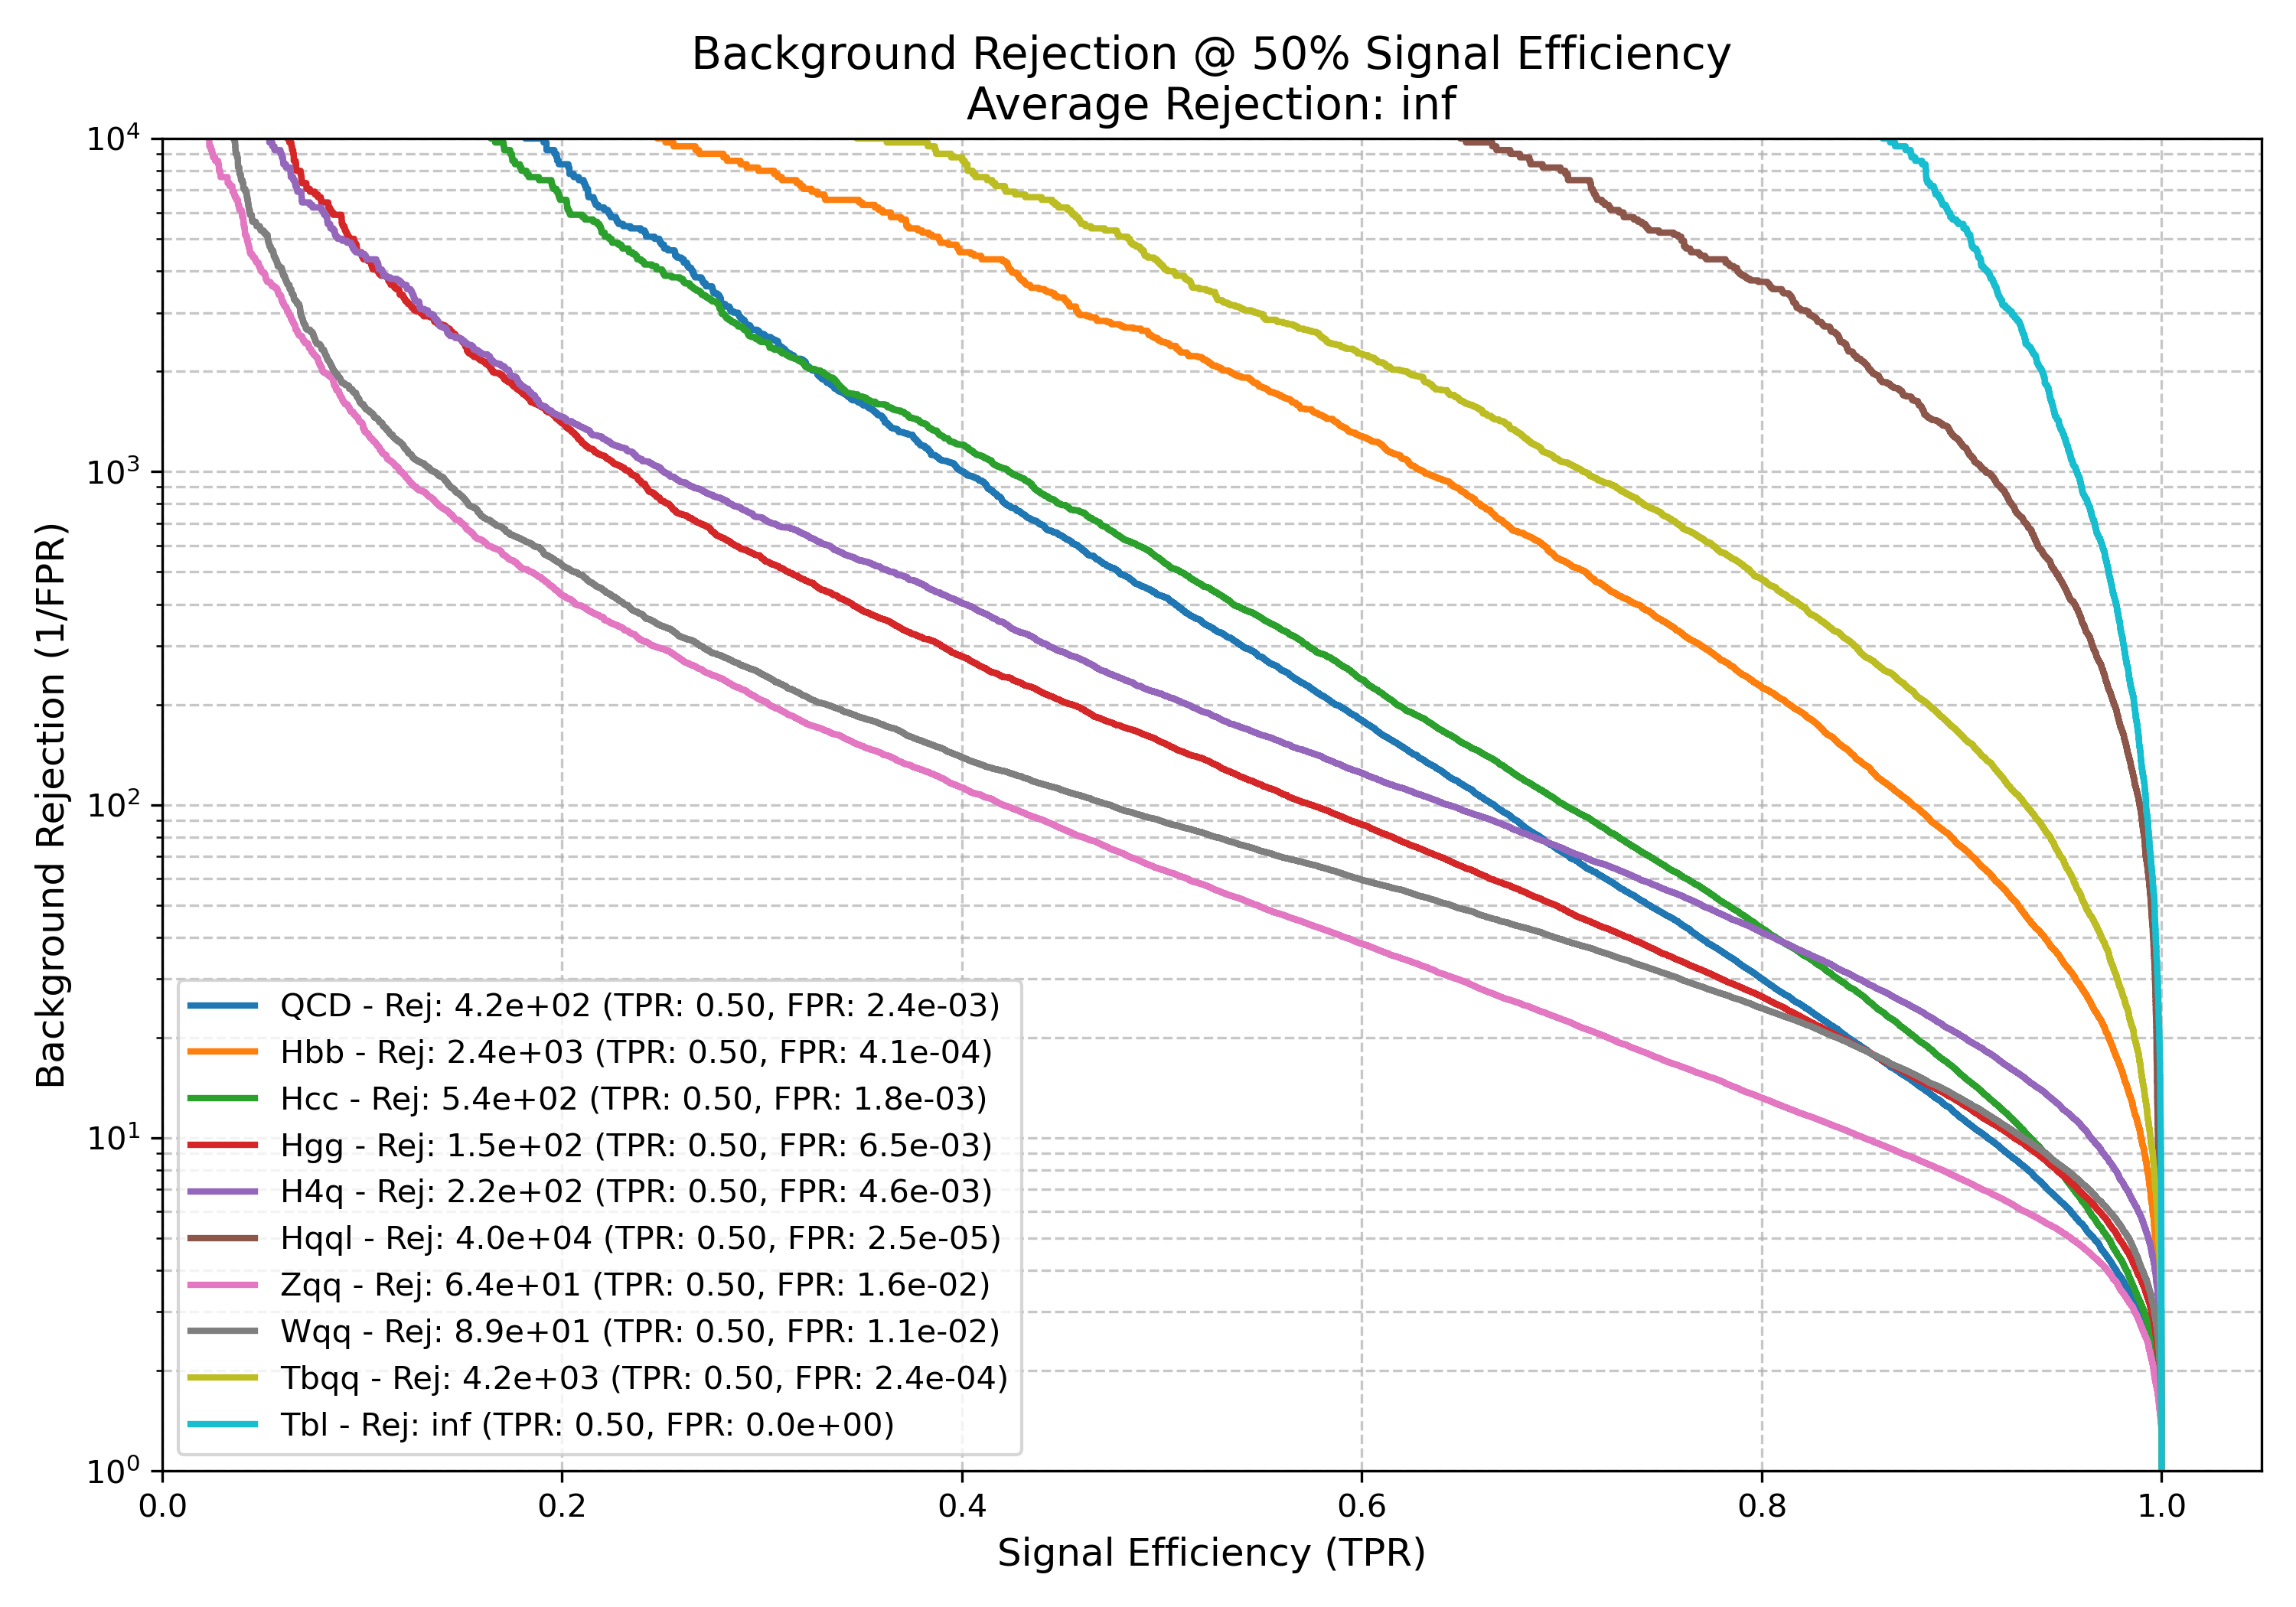 Background Rejection @ 50% Signal Efficiency
Average Rejection: inf
Background Rejection (1/FPR)
10⁴
10³
10²
10¹
10⁰
QCD - Rej: 4.2e+02 (TPR: 0.50, FPR: 2.4e-03)
Hbb - Rej: 2.4e+03 (TPR: 0.50, FPR: 4.1e-04)
Hcc - Rej: 5.4e+02 (TPR: 0.50, FPR: 1.8e-03)
Hgg - Rej: 1.5e+02 (TPR: 0.50, FPR: 6.5e-03)
H4q - Rej: 2.2e+02 (TPR: 0.50, FPR: 4.6e-03)
Hqql - Rej: 4.0e+04 (TPR: 0.50, FPR: 2.5e-05)
Zqq - Rej: 6.4e+01 (TPR: 0.50, FPR: 1.6e-02)
Wqq - Rej: 8.9e+01 (TPR: 0.50, FPR: 1.1e-02)
Tbqq - Rej: 4.2e+03 (TPR: 0.50, FPR: 2.4e-04)
Tbl - Rej: inf (TPR: 0.50, FPR: 0.0e+00)
0.0 0.2 0.4 0.6 0.8 1.0
Signal Efficiency (TPR)